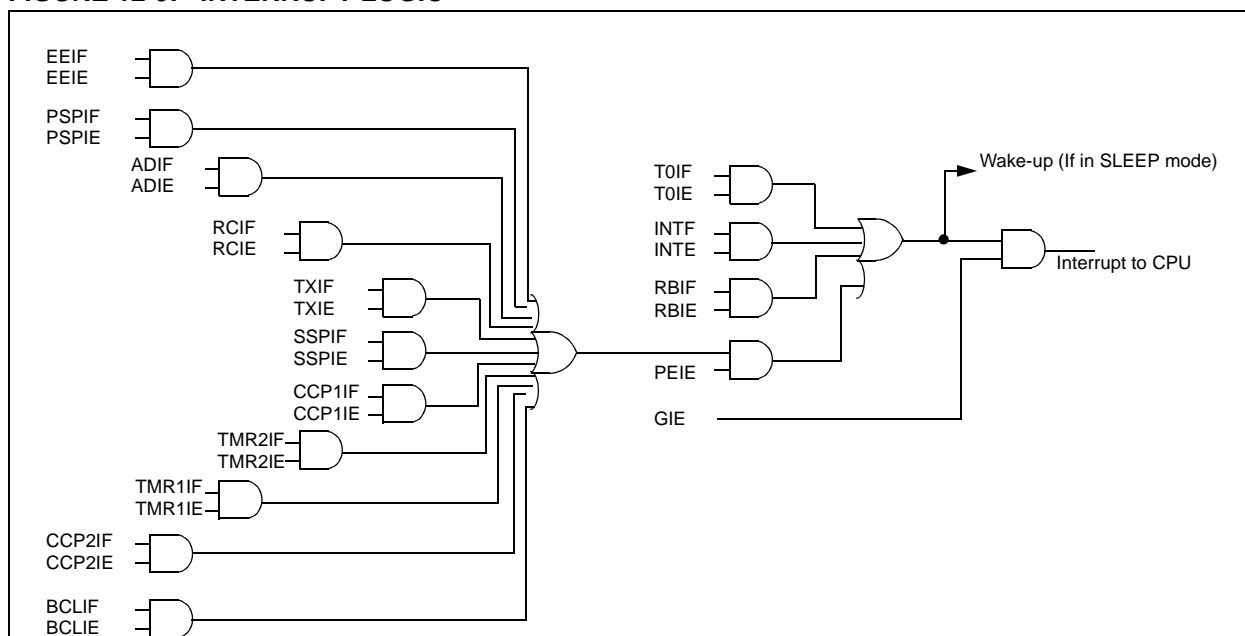 EEIF
EEIE
PSPIF
PSPIE
ADIF
ADIE
RCIF
RCIE
TXIF
TXIE
SSPIF
SSPIE
CCP1IF
CCP1IE
TMR2IF
TMR2IE
TMR1IF
TMR1IE
CCP2IF
CCP2IE
BCLIF
BCLIE
T0IF
T0IE
INTF
INTE
RBIF
RBIE
PEIE
GIE
Wake-up (If in SLEEP mode)
Interrupt to CPU